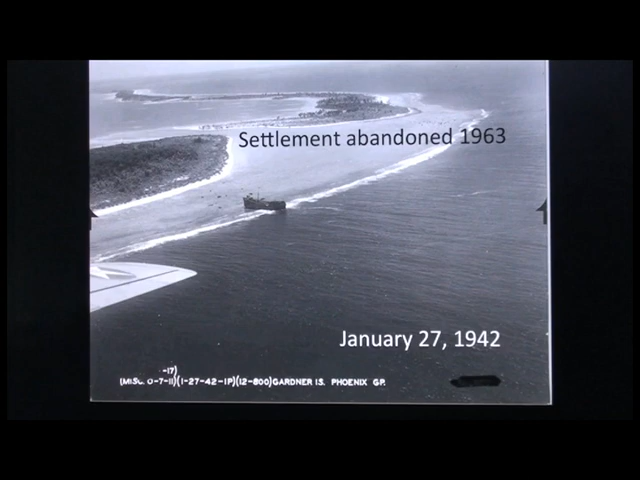 Settlement abandoned 1963
January 27, 1942
-17)
(MISC. O-7-11)(1-27-42-1P)(12-800)GARDNER IS. PHOENIX GP.